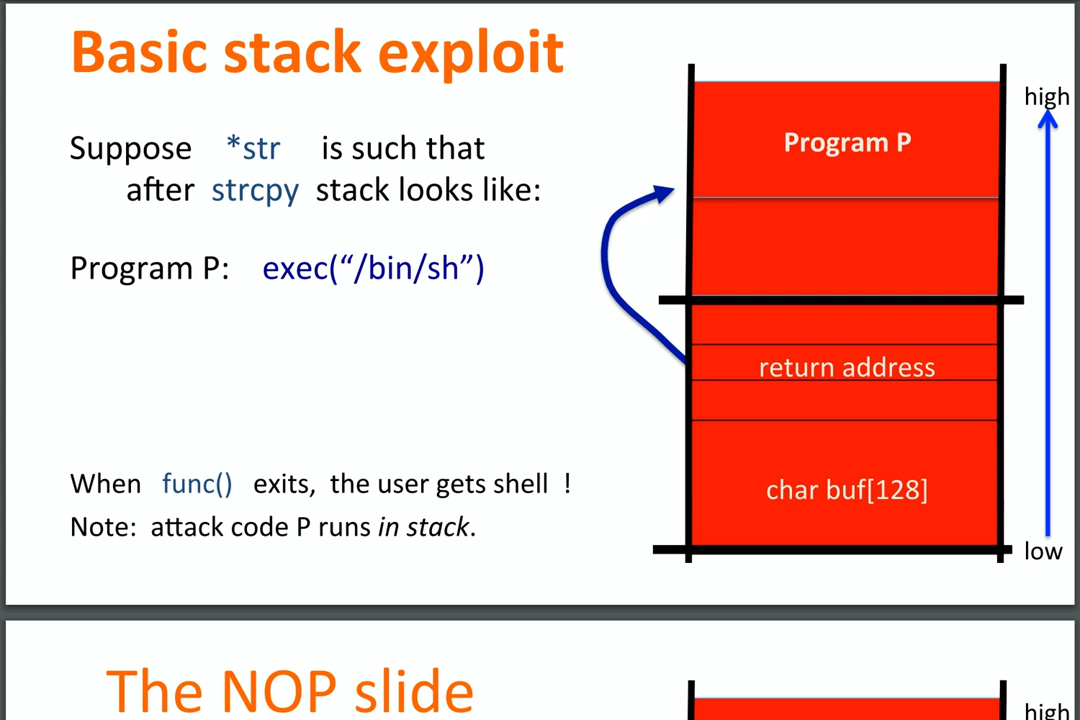 Basic stack exploit
Suppose *str is such that
after strcpy stack looks like:
Program P: exec(“/bin/sh”)
When func() exits, the user gets shell !
Note: attack code P runs in stack.
high
Program P
return address
char buf[128]
low
The NOP slide
high